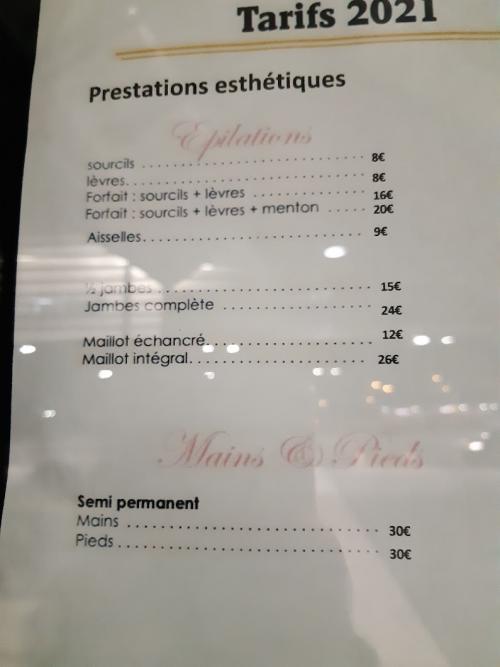 Tarifs 2021
Prestations esthétiques
Epilations
sourcils .............................. 8€
lèvres................................ 8€
Forfait : sourcils + lèvres ............... 16€
Forfait : sourcils + lèvres + menton ..... 20€
Aisselles............................. 9€
½ jambes ............................ 15€
Jambes complète .................... 24€
Maillot échancré...................... 12€
Maillot intégral........................ 26€
Mains & Pieds
Semi permanent
Mains ................................ 30€
Pieds................................. 30€